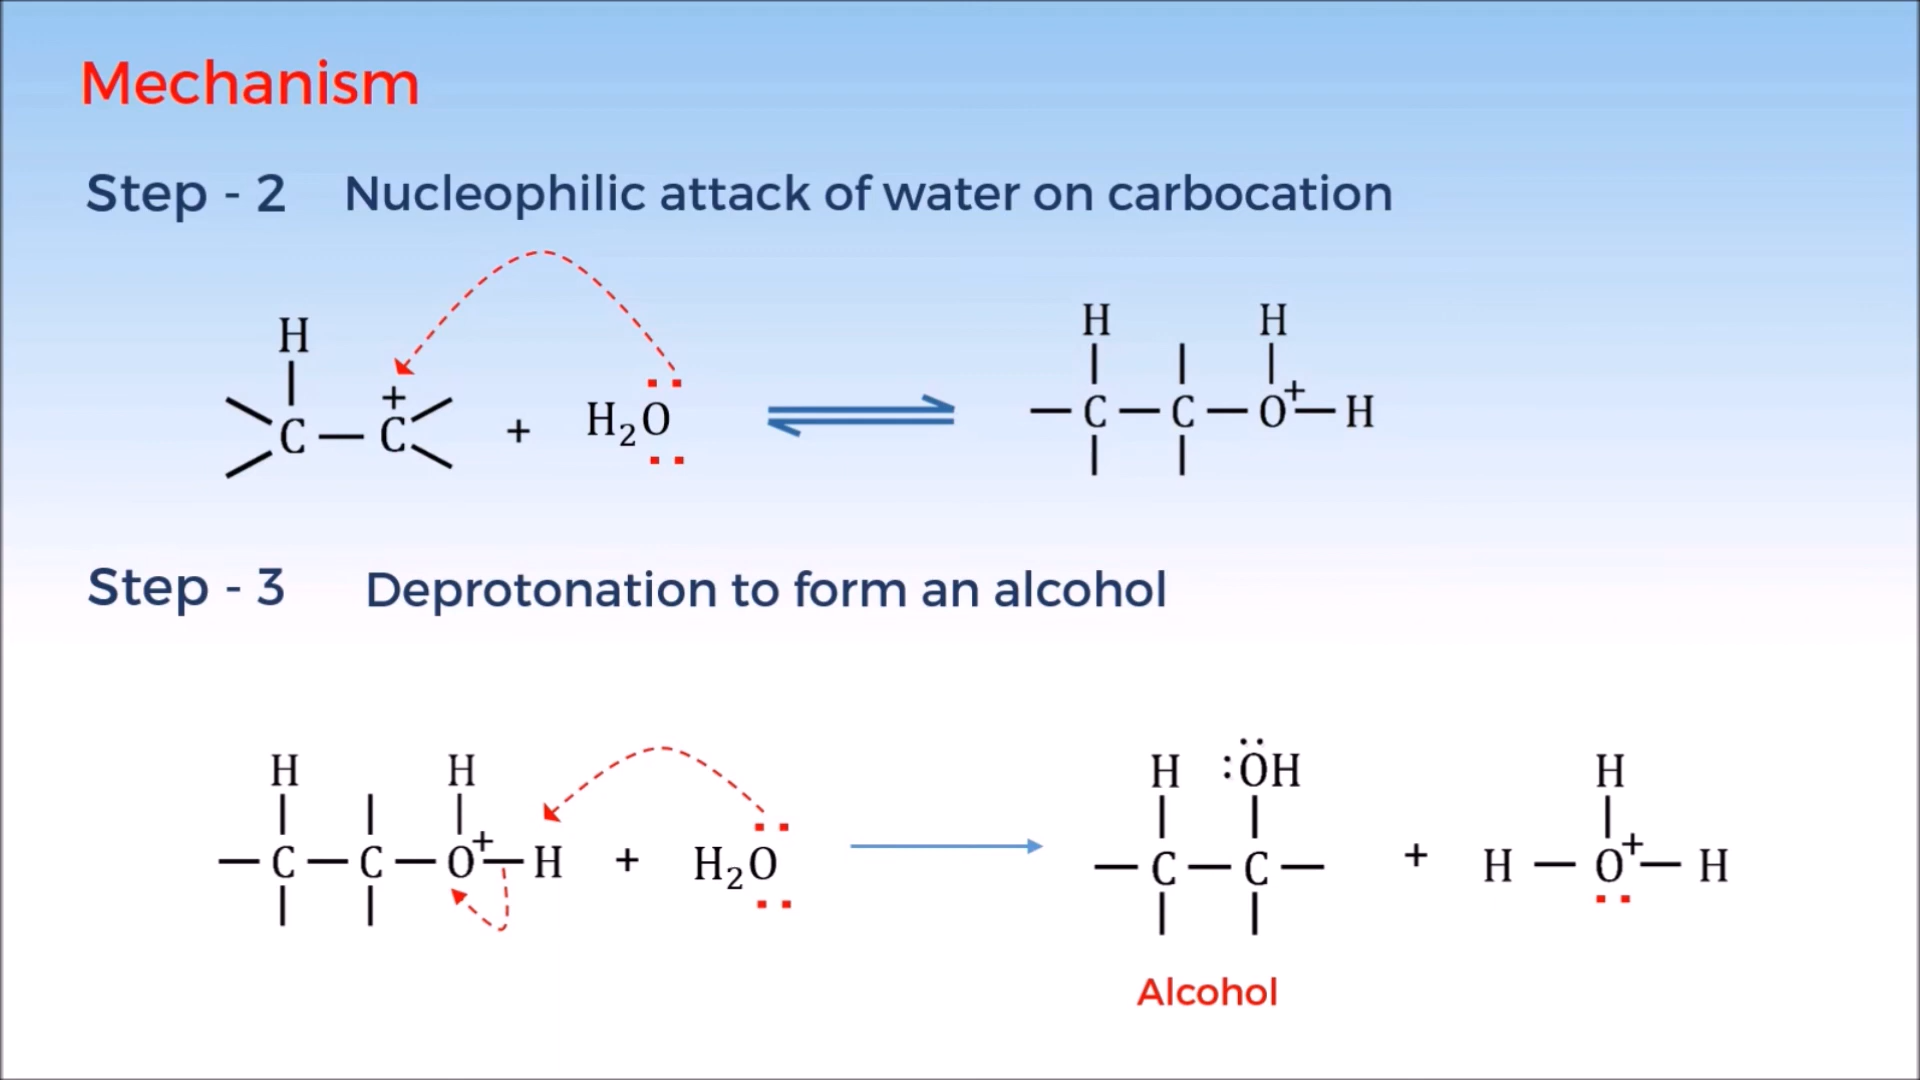 Mechanism
Step - 2 Nucleophilic attack of water on carbocation
H H H
C — C⁺ + H₂O ⇌ — C — C — O⁺— H
Step - 3 Deprotonation to form an alcohol
H H H :ÖH H
— C — C — O⁺— H + H₂O → — C — C — + H — O⁺— H
Alcohol